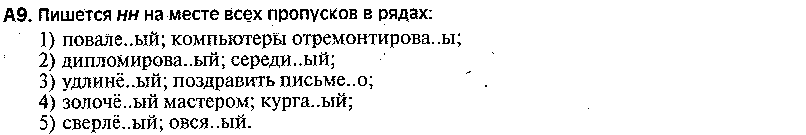 А9. Пишется нн на месте всех пропусков в рядах:
1) повале..ый; компьютеры отремонтирова..ы;
2) дипломирова..ый; середи..ый;
3) удлинё..ый; поздравить письме..о;
4) золочё..ый мастером; курга..ый;
5) сверлё..ый; овся..ый.